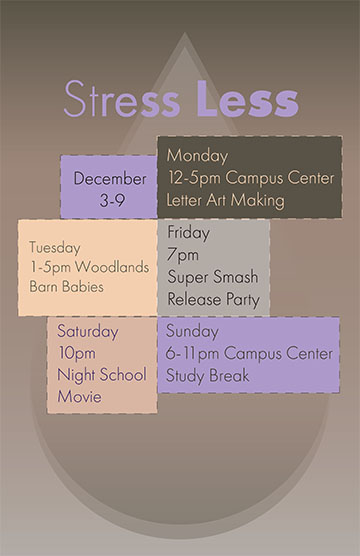 Stress Less
December
3-9
Monday
12-5pm Campus Center
Letter Art Making
Tuesday
1-5pm Woodlands
Barn Babies
Friday
7pm
Super Smash
Release Party
Saturday
10pm
Night School
Movie
Sunday
6-11pm Campus Center
Study Break